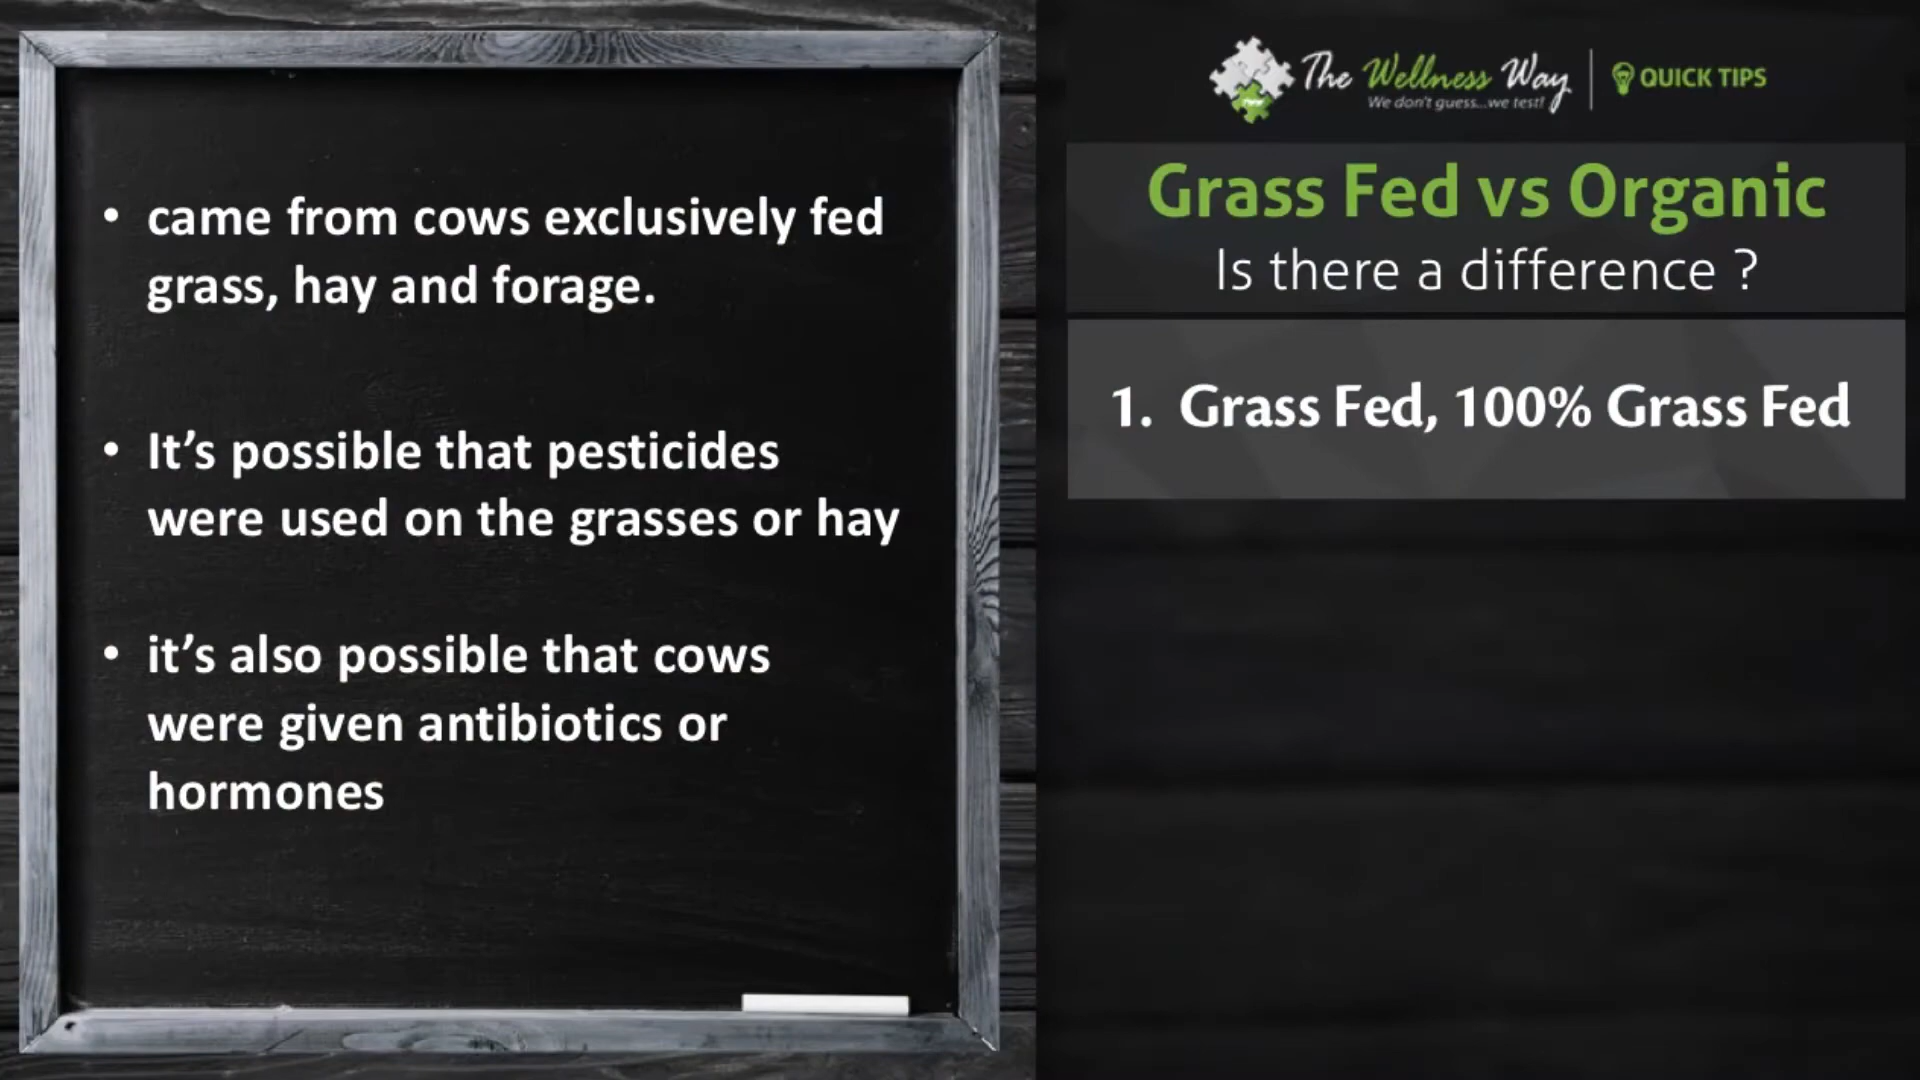 • came from cows exclusively fed
grass, hay and forage.
• It’s possible that pesticides
were used on the grasses or hay
• it’s also possible that cows
were given antibiotics or
hormones
The Wellness Way
We don't guess...we test!
QUICK TIPS
Grass Fed vs Organic
Is there a difference ?
1. Grass Fed, 100% Grass Fed